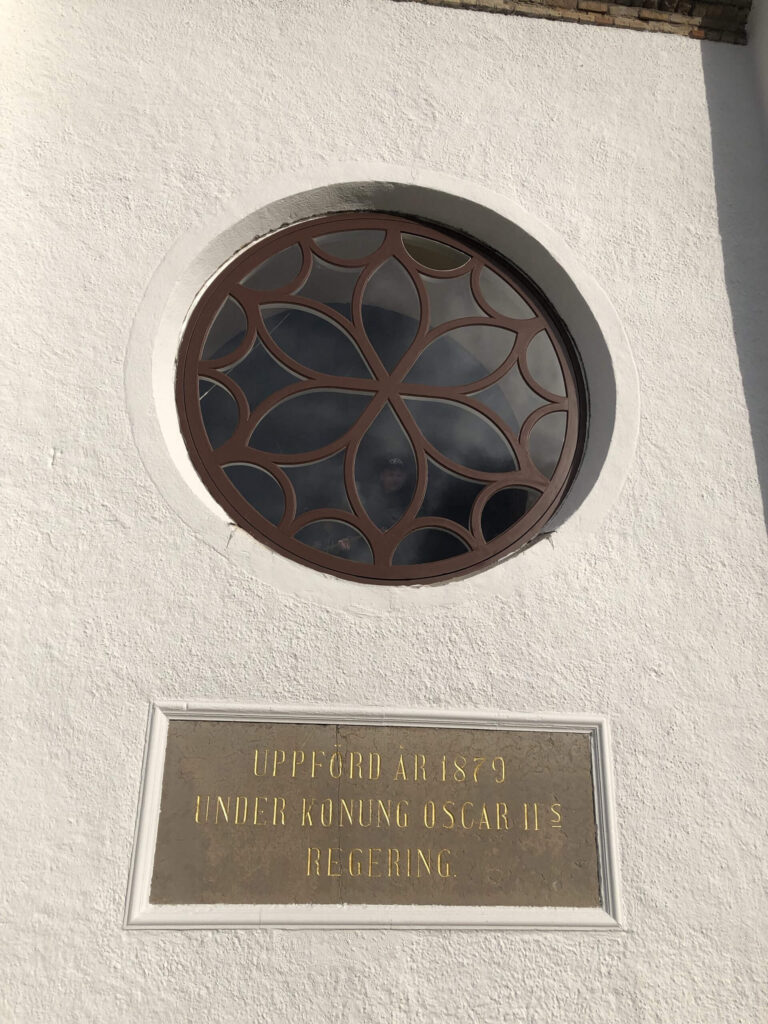 UPPFÖRD ÅR 1879
UNDER KONUNG OSCAR II S
REGERING.